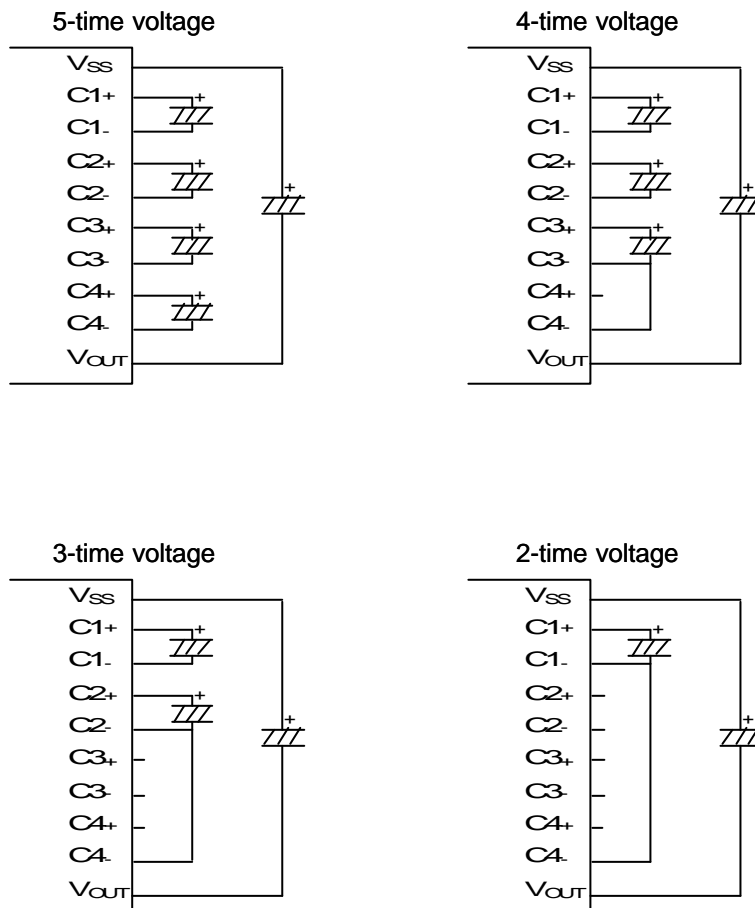 5-time voltage
VSS
C1+
C1-
C2+
C2-
C3+
C3-
C4+
C4-
VOUT
+
+
+
+
+
4-time voltage
VSS
C1+
C1-
C2+
C2-
C3+
C3-
C4+
C4-
VOUT
+
+
+
+
3-time voltage
VSS
C1+
C1-
C2+
C2-
C3+
C3-
C4+
C4-
VOUT
+
+
+
2-time voltage
VSS
C1+
C1-
C2+
C2-
C3+
C3-
C4+
C4-
VOUT
+
+